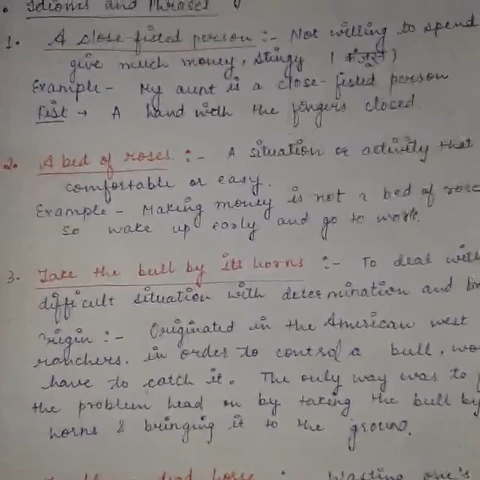 Idioms and Phrases
1. A close fisted person :- Not willing to spend
give much money, stingy ( कंजूस )
Example - My aunt is a close-fisted person
Fist → A hand with the fingers closed.
2. A bed of roses :- A situation or activity that
comfortable or easy.
Example - Making money is not a bed of rose
so wake up early and go to work.
3. Take the bull by its horns :- To deal with
difficult situation with determination and
Origin :- Originated in the American west
ranchers. in order to control a bull, wo
have to catch it. The only way was to
the problem head on by taking the bull by
horns & bringing it to the ground.
:- Wasting one's